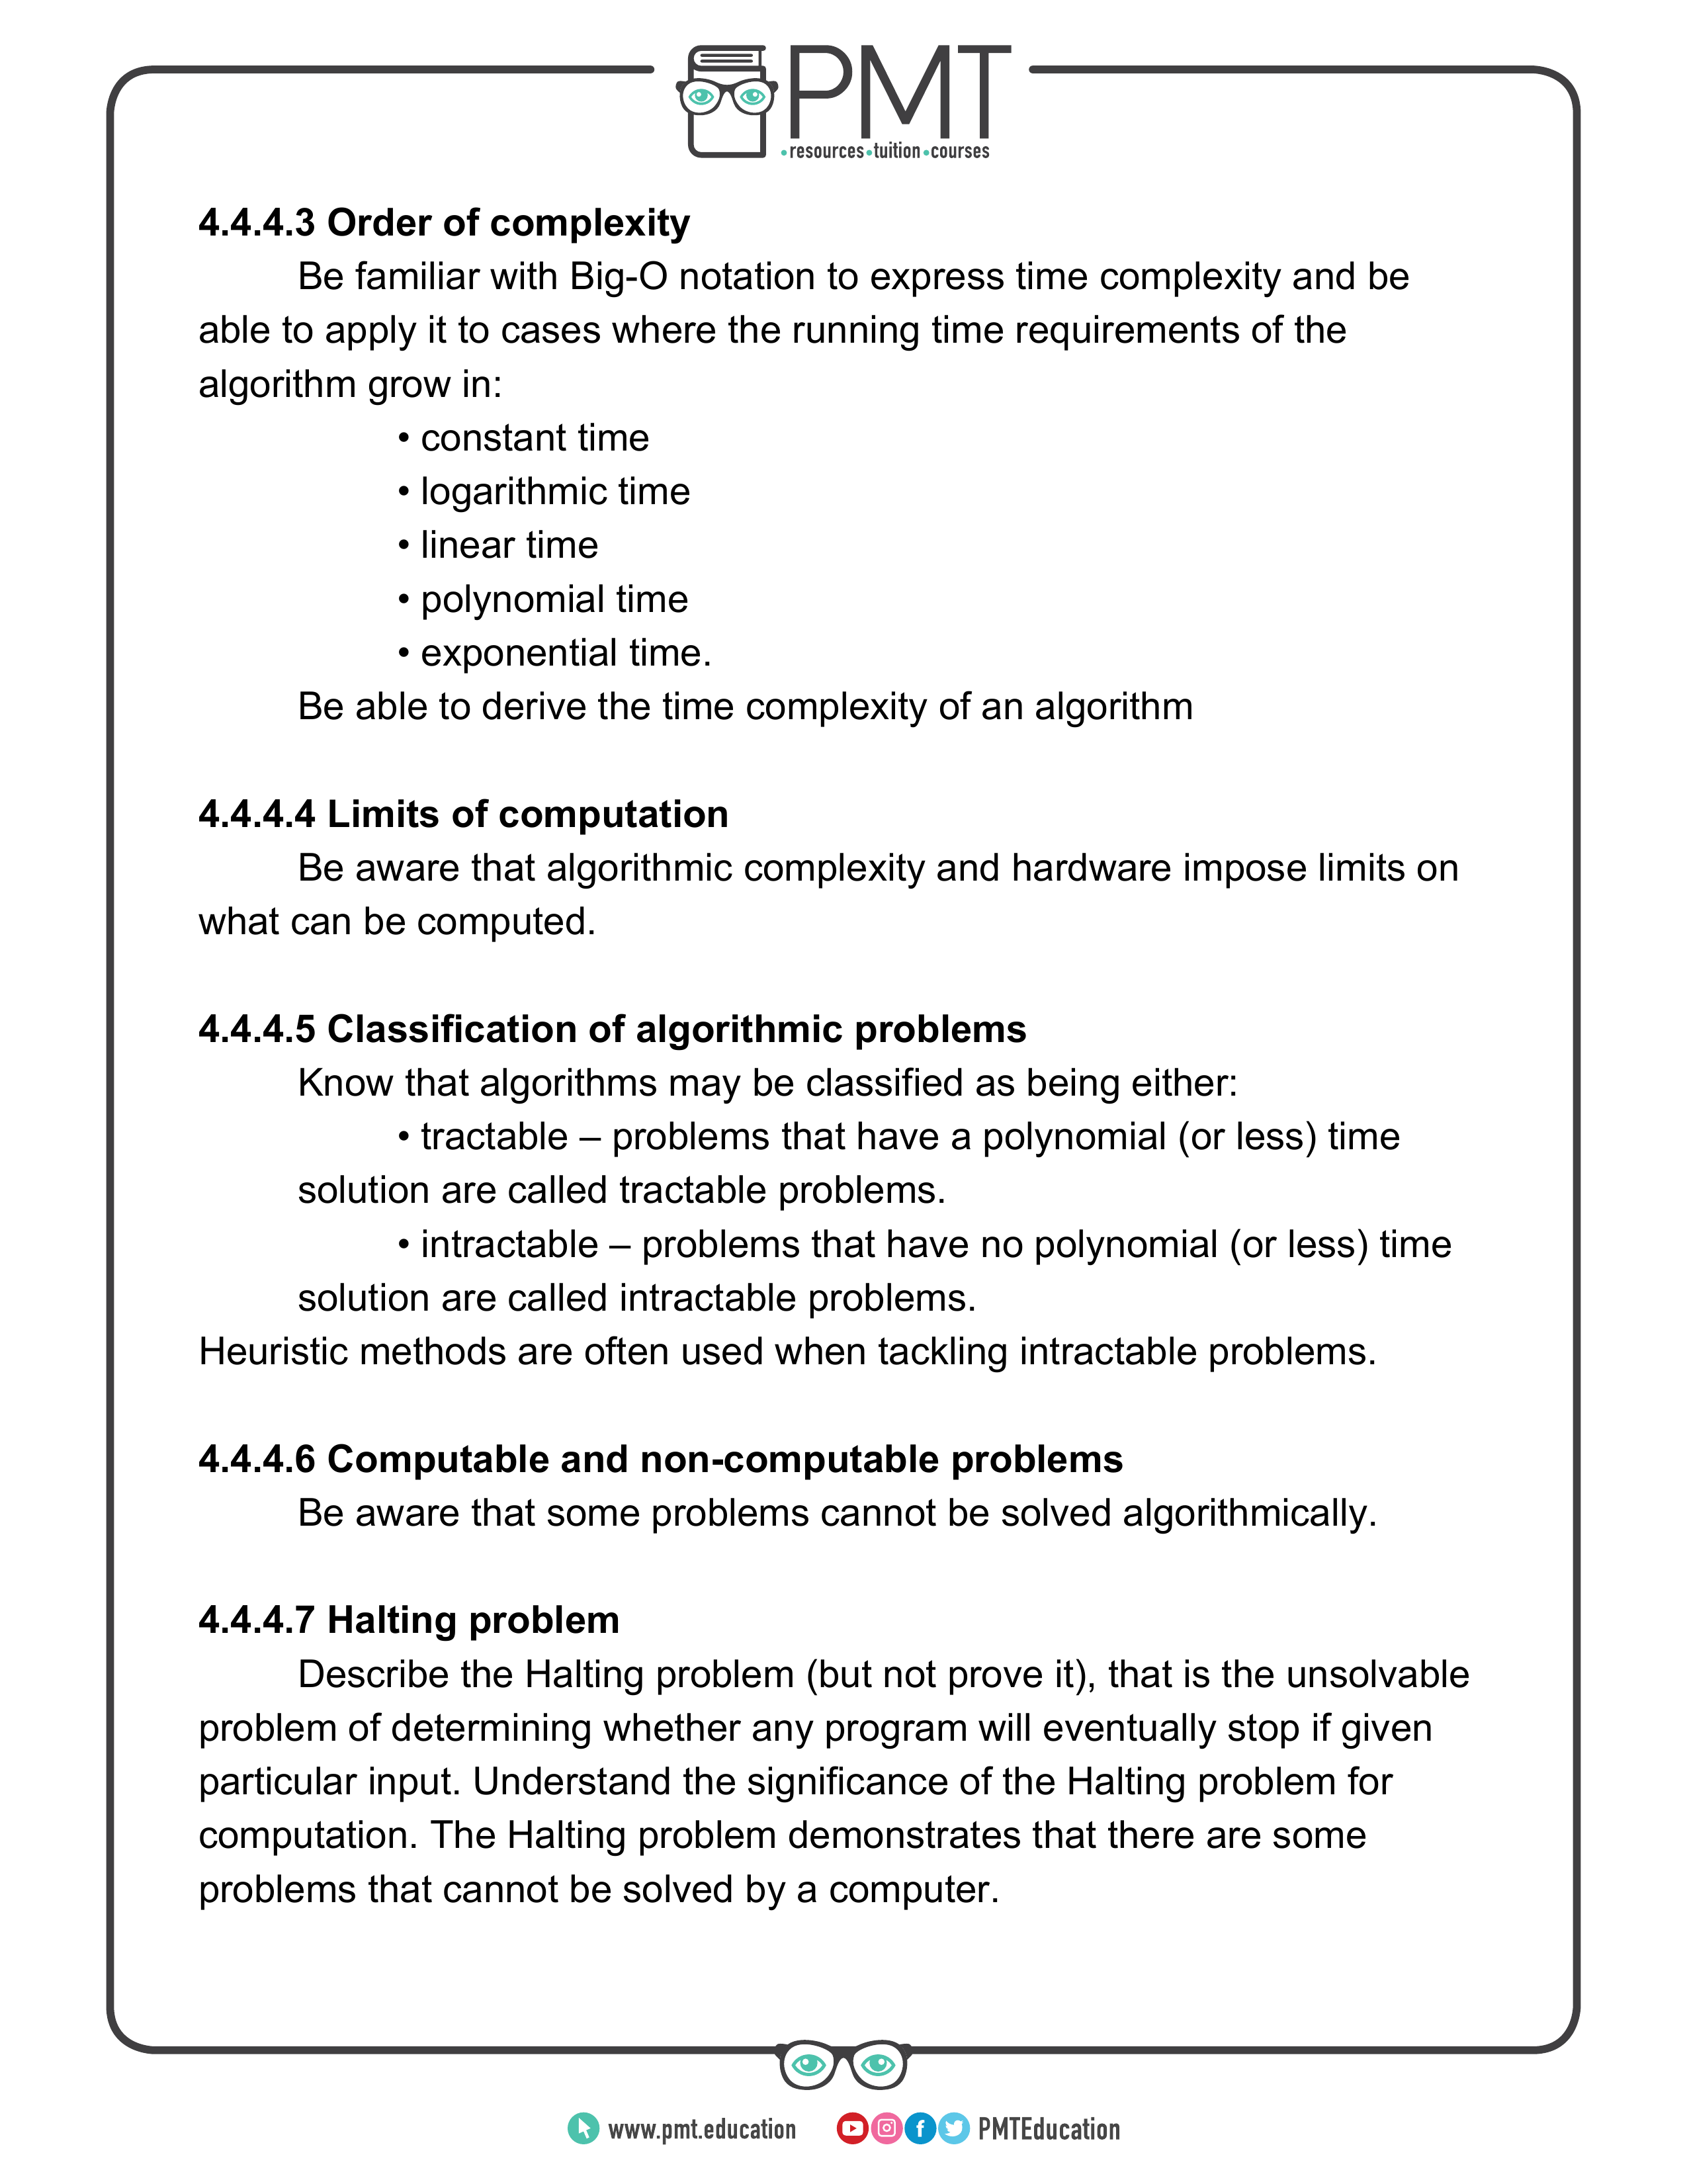 PMT
•resources•tuition•courses
4.4.4.3 Order of complexity
Be familiar with Big-O notation to express time complexity and be
able to apply it to cases where the running time requirements of the
algorithm grow in:
• constant time
• logarithmic time
• linear time
• polynomial time
• exponential time.
Be able to derive the time complexity of an algorithm
4.4.4.4 Limits of computation
Be aware that algorithmic complexity and hardware impose limits on
what can be computed.
4.4.4.5 Classification of algorithmic problems
Know that algorithms may be classified as being either:
• tractable – problems that have a polynomial (or less) time
solution are called tractable problems.
• intractable – problems that have no polynomial (or less) time
solution are called intractable problems.
Heuristic methods are often used when tackling intractable problems.
4.4.4.6 Computable and non-computable problems
Be aware that some problems cannot be solved algorithmically.
4.4.4.7 Halting problem
Describe the Halting problem (but not prove it), that is the unsolvable
problem of determining whether any program will eventually stop if given
particular input. Understand the significance of the Halting problem for
computation. The Halting problem demonstrates that there are some
problems that cannot be solved by a computer.
www.pmt.education PMTEducation